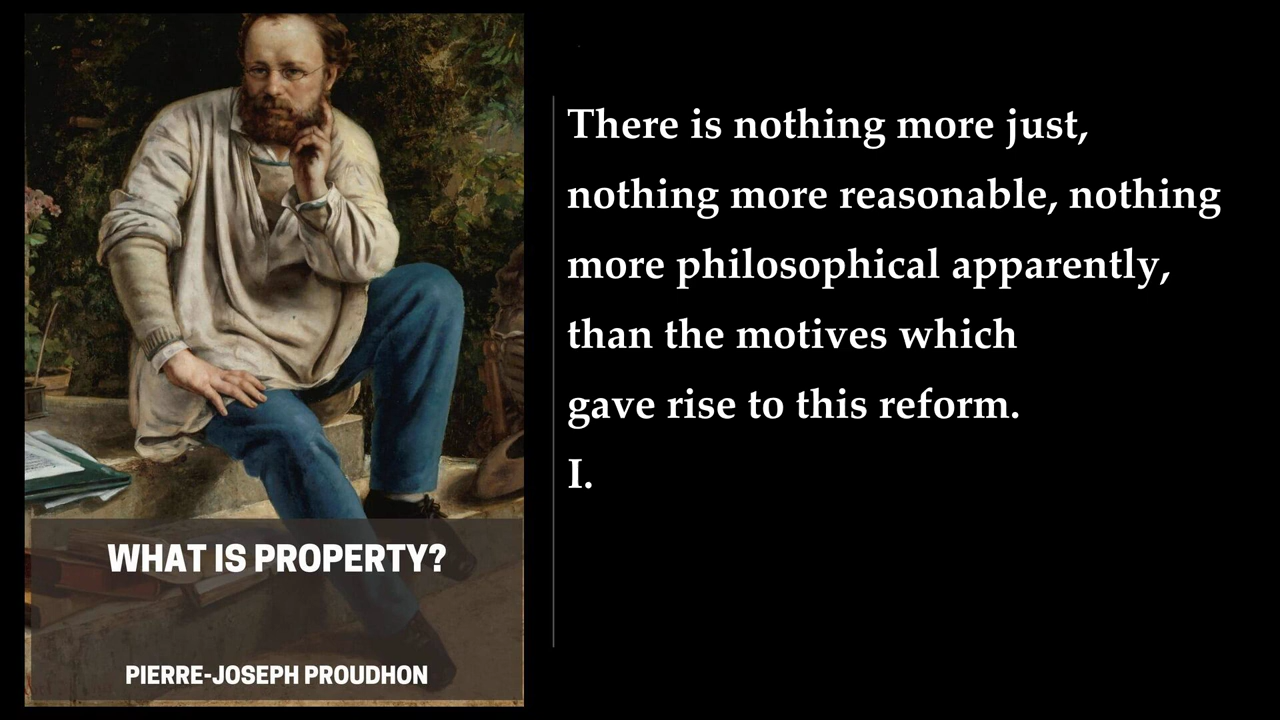 There is nothing more just,
nothing more reasonable, nothing
more philosophical apparently,
than the motives which
gave rise to this reform.
I.
WHAT IS PROPERTY?
PIERRE-JOSEPH PROUDHON